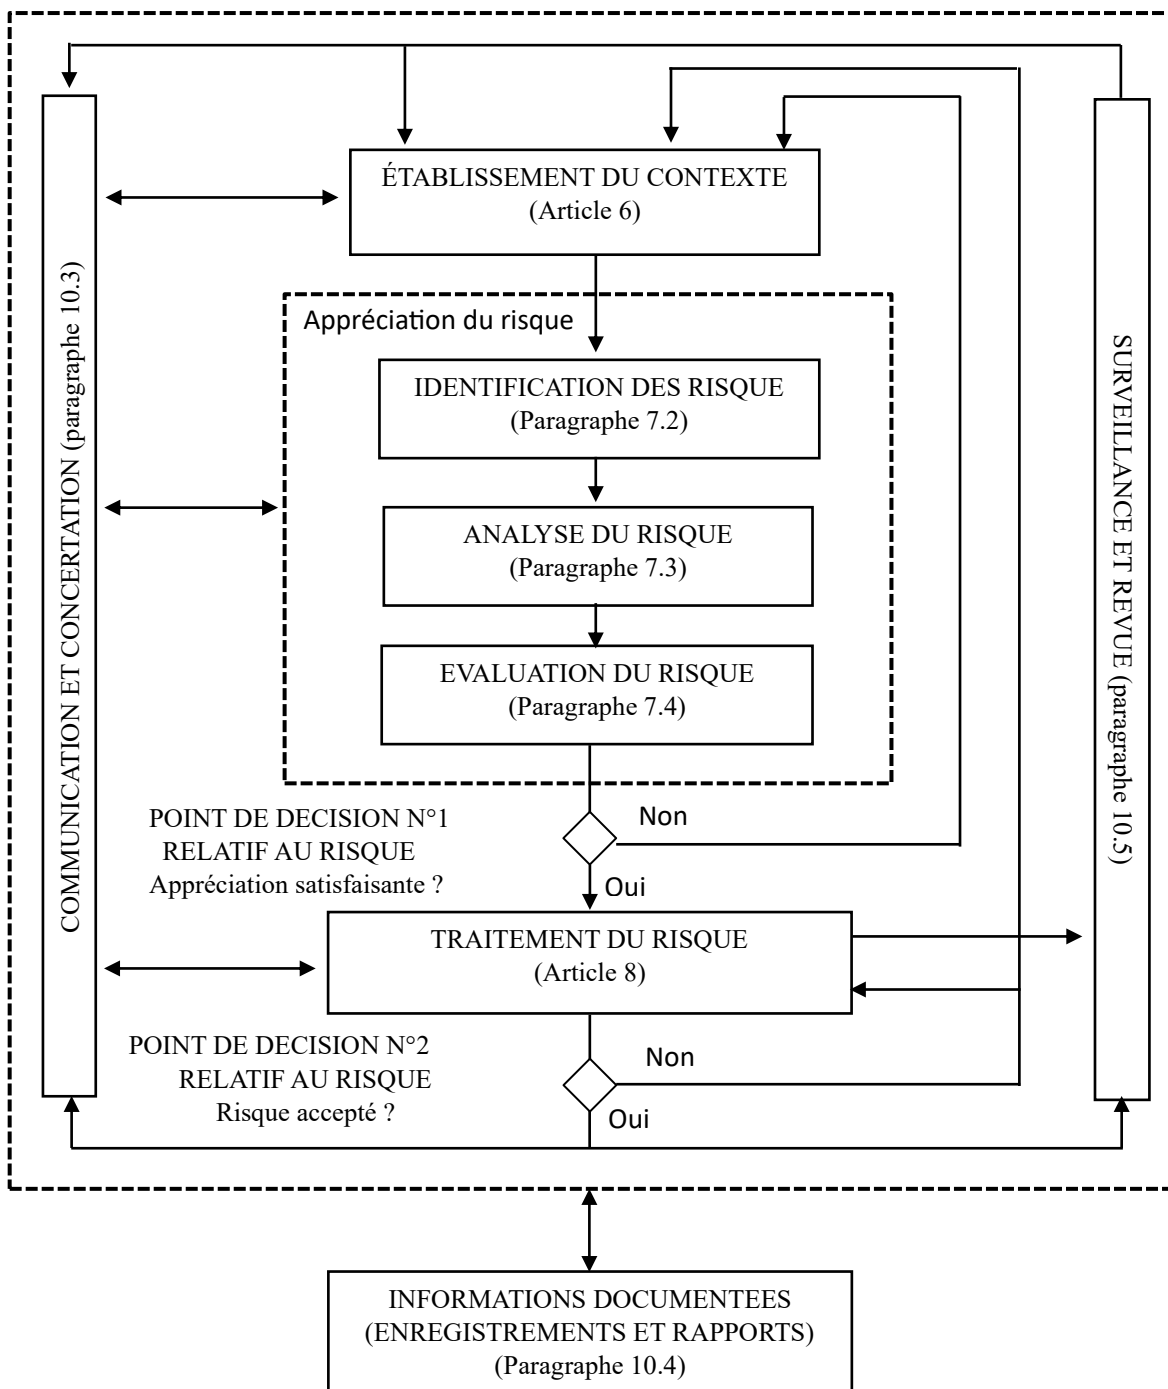 ÉTABLISSEMENT DU CONTEXTE
(Article 6)
COMMUNICATION ET CONCERTATION (paragraphe 10.3)
SURVEILLANCE ET REVUE (paragraphe 10.5)
Appréciation du risque
IDENTIFICATION DES RISQUE
(Paragraphe 7.2)
ANALYSE DU RISQUE
(Paragraphe 7.3)
EVALUATION DU RISQUE
(Paragraphe 7.4)
POINT DE DECISION N°1
RELATIF AU RISQUE
Appréciation satisfaisante ?
Non
Oui
TRAITEMENT DU RISQUE
(Article 8)
POINT DE DECISION N°2
RELATIF AU RISQUE
Risque accepté ?
Non
Oui
INFORMATIONS DOCUMENTEES
(ENREGISTREMENTS ET RAPPORTS)
(Paragraphe 10.4)